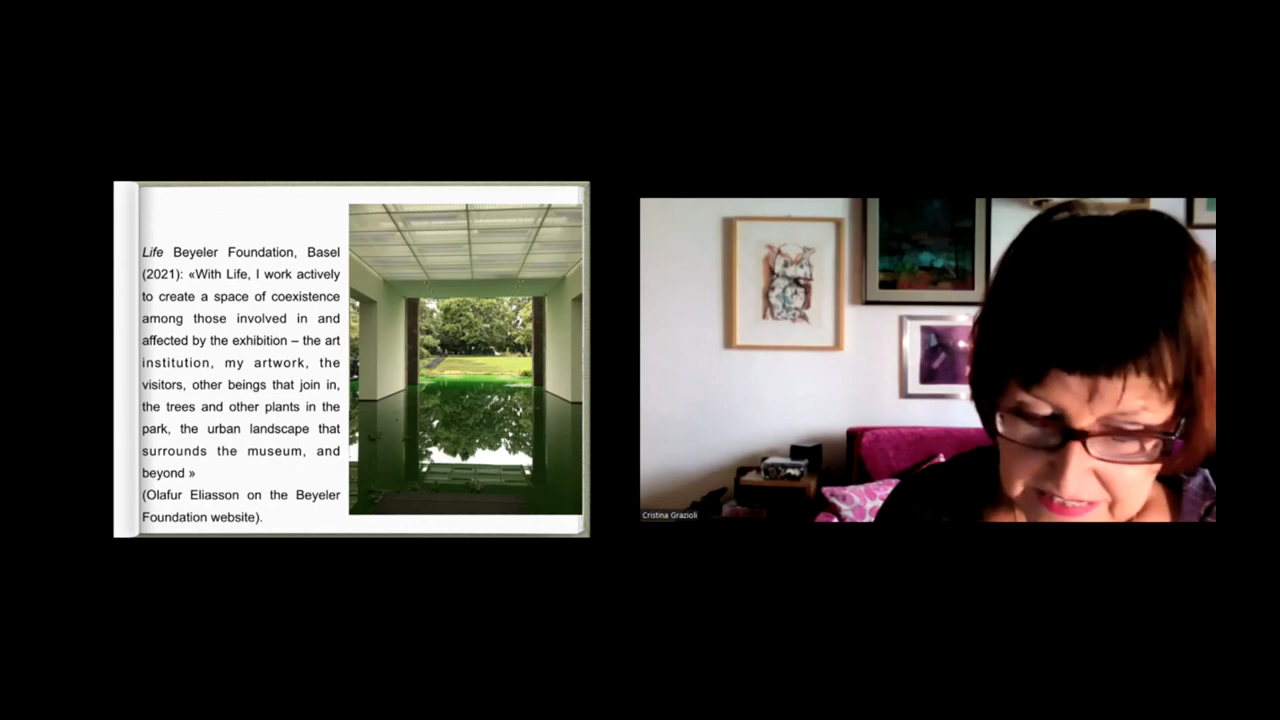 Life Beyeler Foundation, Basel
(2021): «With Life, I work actively
to create a space of coexistence
among those involved in and
affected by the exhibition – the art
institution, my artwork, the
visitors, other beings that join in,
the trees and other plants in the
park, the urban landscape that
surrounds the museum, and
beyond »
(Olafur Eliasson on the Beyeler
Foundation website).
Cristina Grazioli